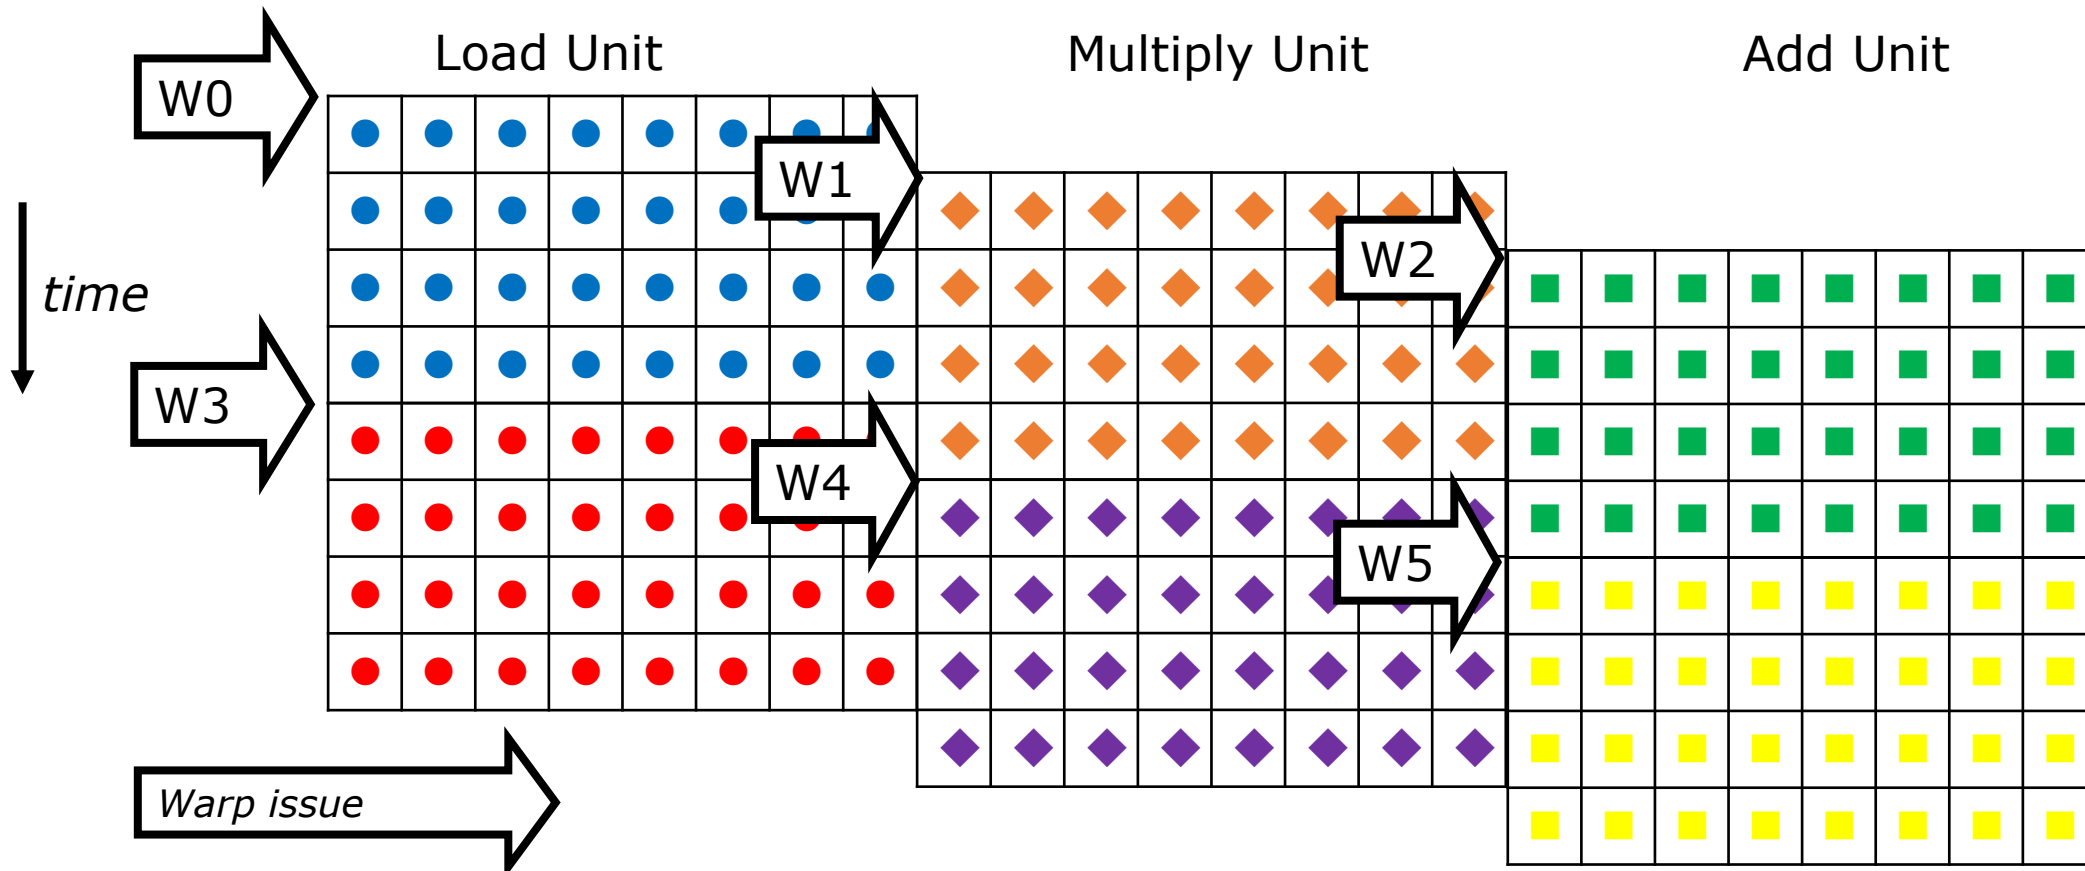 Load Unit
Multiply Unit
Add Unit
W0
W1
W2
time
W3
W4
W5
Warp issue